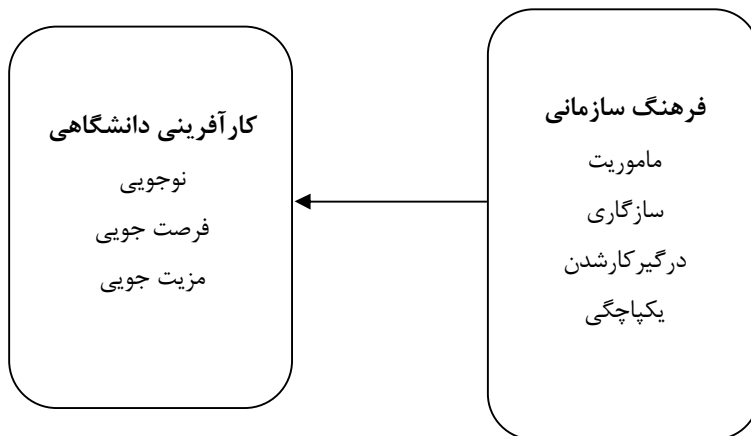 فرهنگ سازمانی
ماموریت
سازگاری
درگیرکارشدن
یکپاچگی
کارآفرینی دانشگاهی
نوجویی
فرصت جویی
مزیت جویی